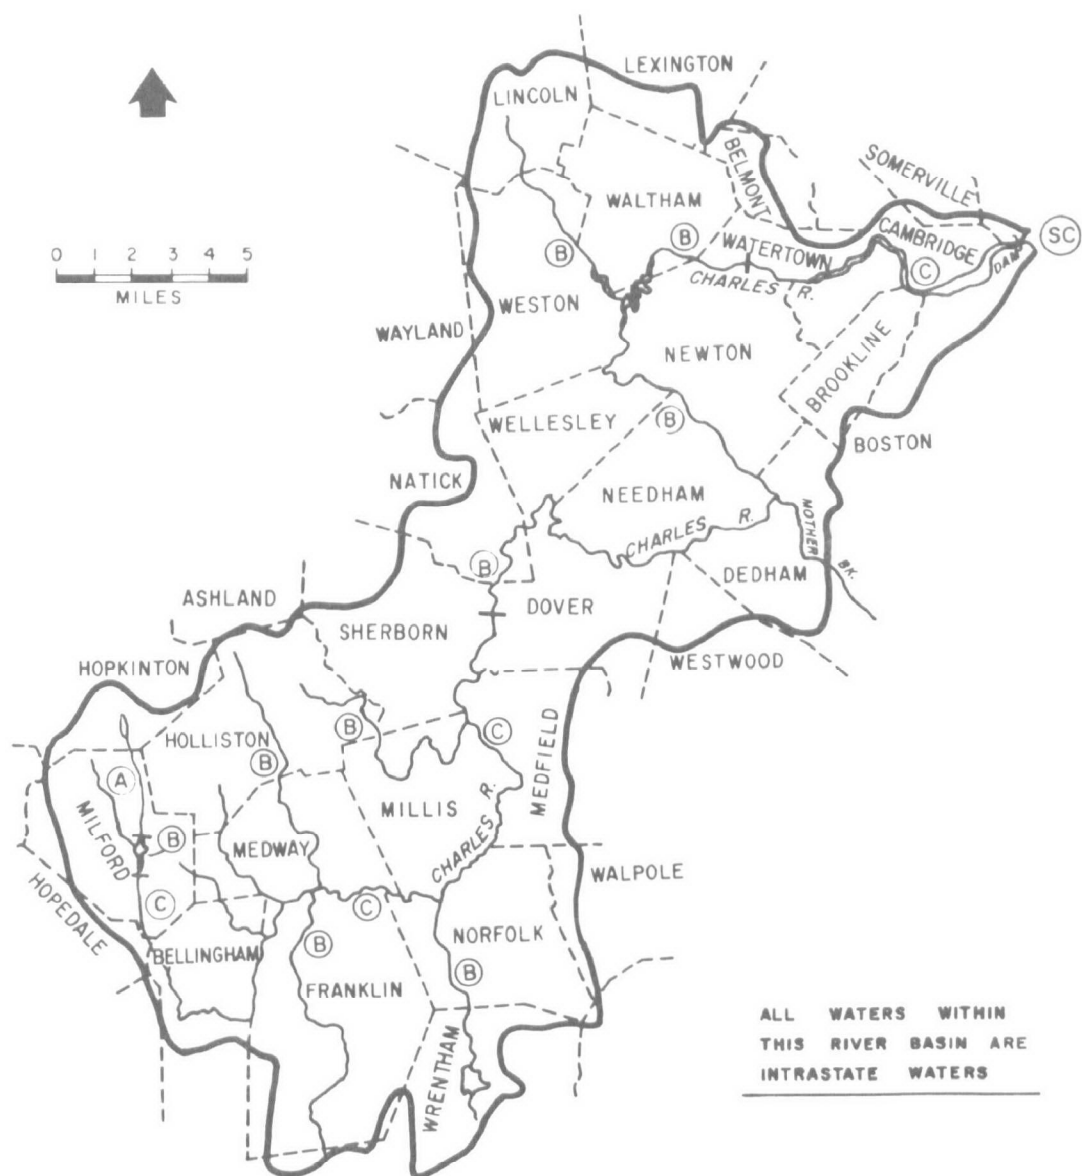 LEXINGTON
LINCOLN
BELMONT
SOMERVILLE
WALTHAM
CAMBRIDGE
SC
B
B
WATERTOWN
C
DAM
0 1 2 3 4 5
MILES
CHARLES R.
WESTON
WAYLAND
NEWTON
BROOKLINE
WELLESLEY
B
BOSTON
NATICK
NEEDHAM
CHARLES R.
MOTHER BK.
B
DEDHAM
ASHLAND
DOVER
SHERBORN
HOPKINTON
WESTWOOD
B
C
HOLLISTON
B
MEDFIELD
A
MILLIS
CHARLES R.
MILFORD
B
MEDWAY
WALPOLE
HOPEDALE
C
C
B
NORFOLK
BELLINGHAM
B
FRANKLIN
WRENTHAM
ALL WATERS WITHIN
THIS RIVER BASIN ARE
INTRASTATE WATERS